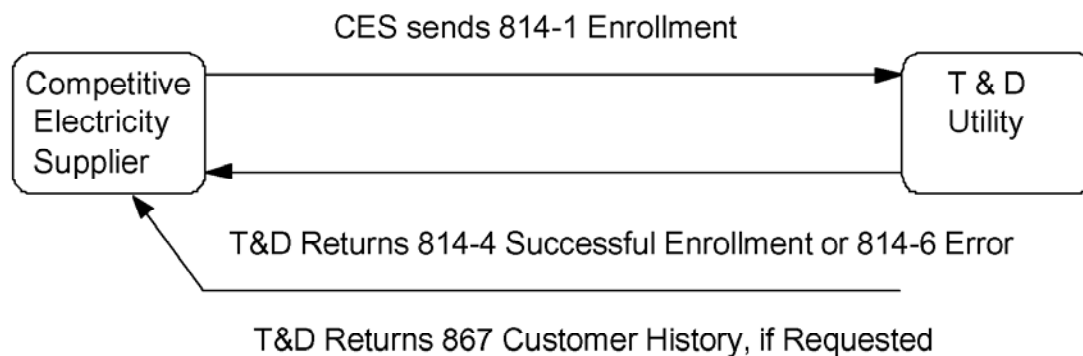 CES sends 814-1 Enrollment
Competitive
Electricity
Supplier
T & D
Utility
T&D Returns 814-4 Successful Enrollment or 814-6 Error
T&D Returns 867 Customer History, if Requested